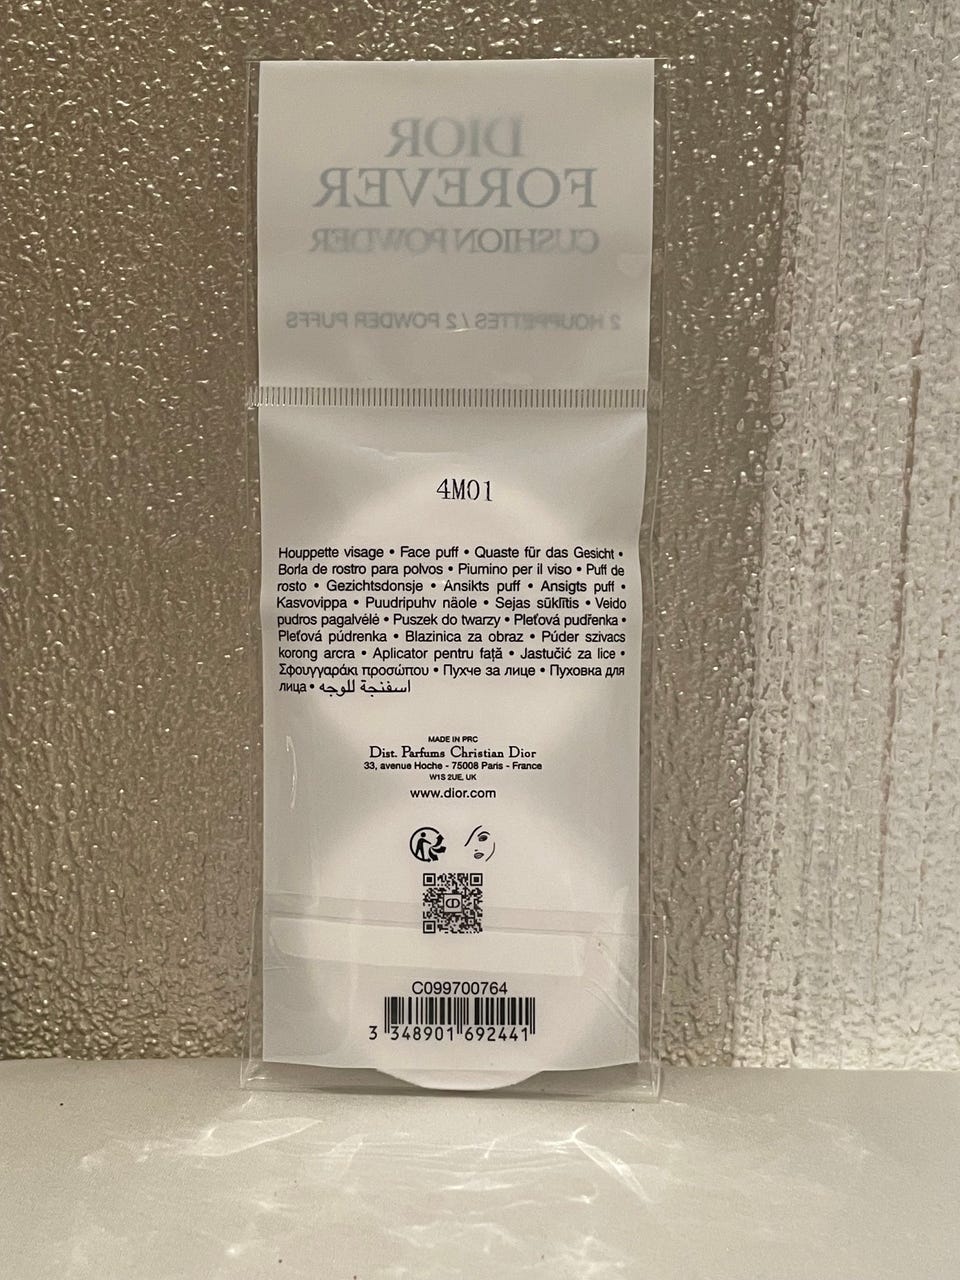 DIOR
FOREVER
CUSHION POWDER
2 HOUPPETTES / 2 POWDER PUFFS
4M01
Houppette visage • Face puff • Quaste für das Gesicht •
Borla de rostro para polvos • Piumino per il viso • Puff de
rosto • Gezichtsdonsje • Ansikts puff • Ansigts puff •
Kasvovippa • Puudripuhv näole • Sejas sūklītis • Veido
pudros pagalvėlė • Puszek do twarzy • Pleťová pudřenka •
Pleťová púdrenka • Blazinica za obraz • Púder szivacs
korong arcra • Aplicator pentru față • Jastučić za lice •
Σφουγγαράκι προσώπου • Пухче за лице • Пуховка для
лица • اسفنجة للوجه
MADE IN PRC
Dist. Parfums Christian Dior
33, avenue Hoche - 75008 Paris - France
W1S 2UE, UK
www.dior.com
CD
C099700764
3 348901 692441